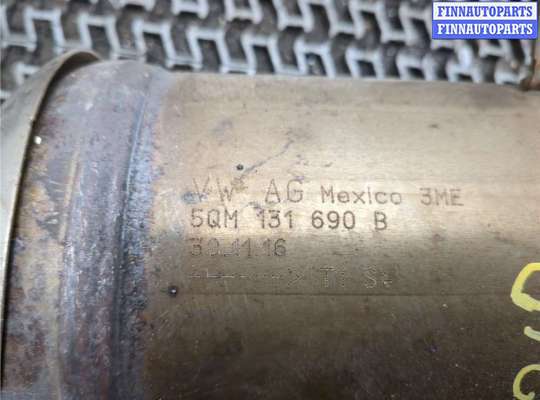 FINNAUTOPARTS
FINNAUTOPARTS
VW AG Mexico 3ME
5QM 131 690 B
30.11.16